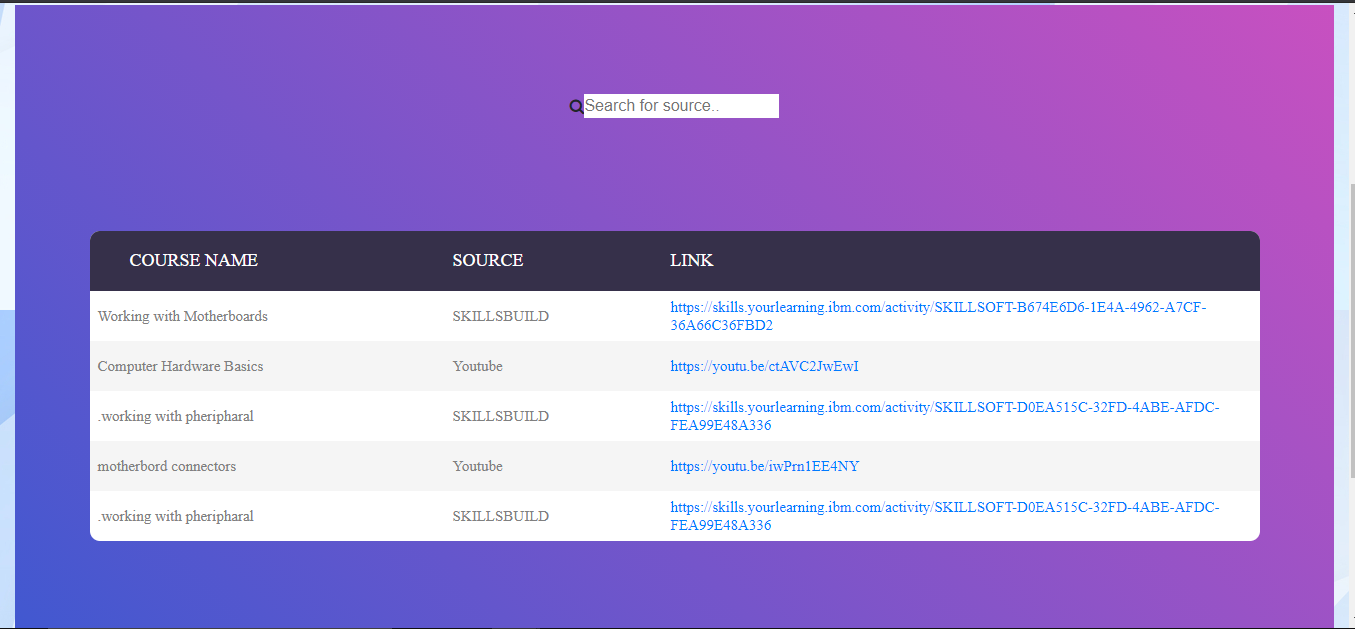 Search for source..
COURSE NAME SOURCE LINK
Working with Motherboards SKILLSBUILD https://skills.yourlearning.ibm.com/activity/SKILLSOFT-B674E6D6-1E4A-4962-A7CF-
36A66C36FBD2
Computer Hardware Basics Youtube https://youtu.be/ctAVC2JwEwI
.working with pheripharal SKILLSBUILD https://skills.yourlearning.ibm.com/activity/SKILLSOFT-D0EA515C-32FD-4ABE-AFDC-
FEA99E48A336
motherbord connectors Youtube https://youtu.be/iwPrn1EE4NY
.working with pheripharal SKILLSBUILD https://skills.yourlearning.ibm.com/activity/SKILLSOFT-D0EA515C-32FD-4ABE-AFDC-
FEA99E48A336